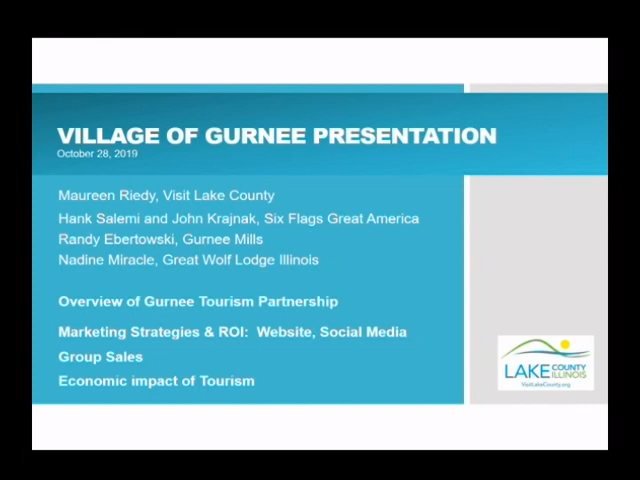 VILLAGE OF GURNEE PRESENTATION
October 28, 2019
Maureen Riedy, Visit Lake County
Hank Salemi and John Krajnak, Six Flags Great America
Randy Ebertowski, Gurnee Mills
Nadine Miracle, Great Wolf Lodge Illinois
Overview of Gurnee Tourism Partnership
Marketing Strategies & ROI: Website, Social Media
Group Sales
Economic impact of Tourism
LAKE COUNTY ILLINOIS
VisitLakeCounty.org